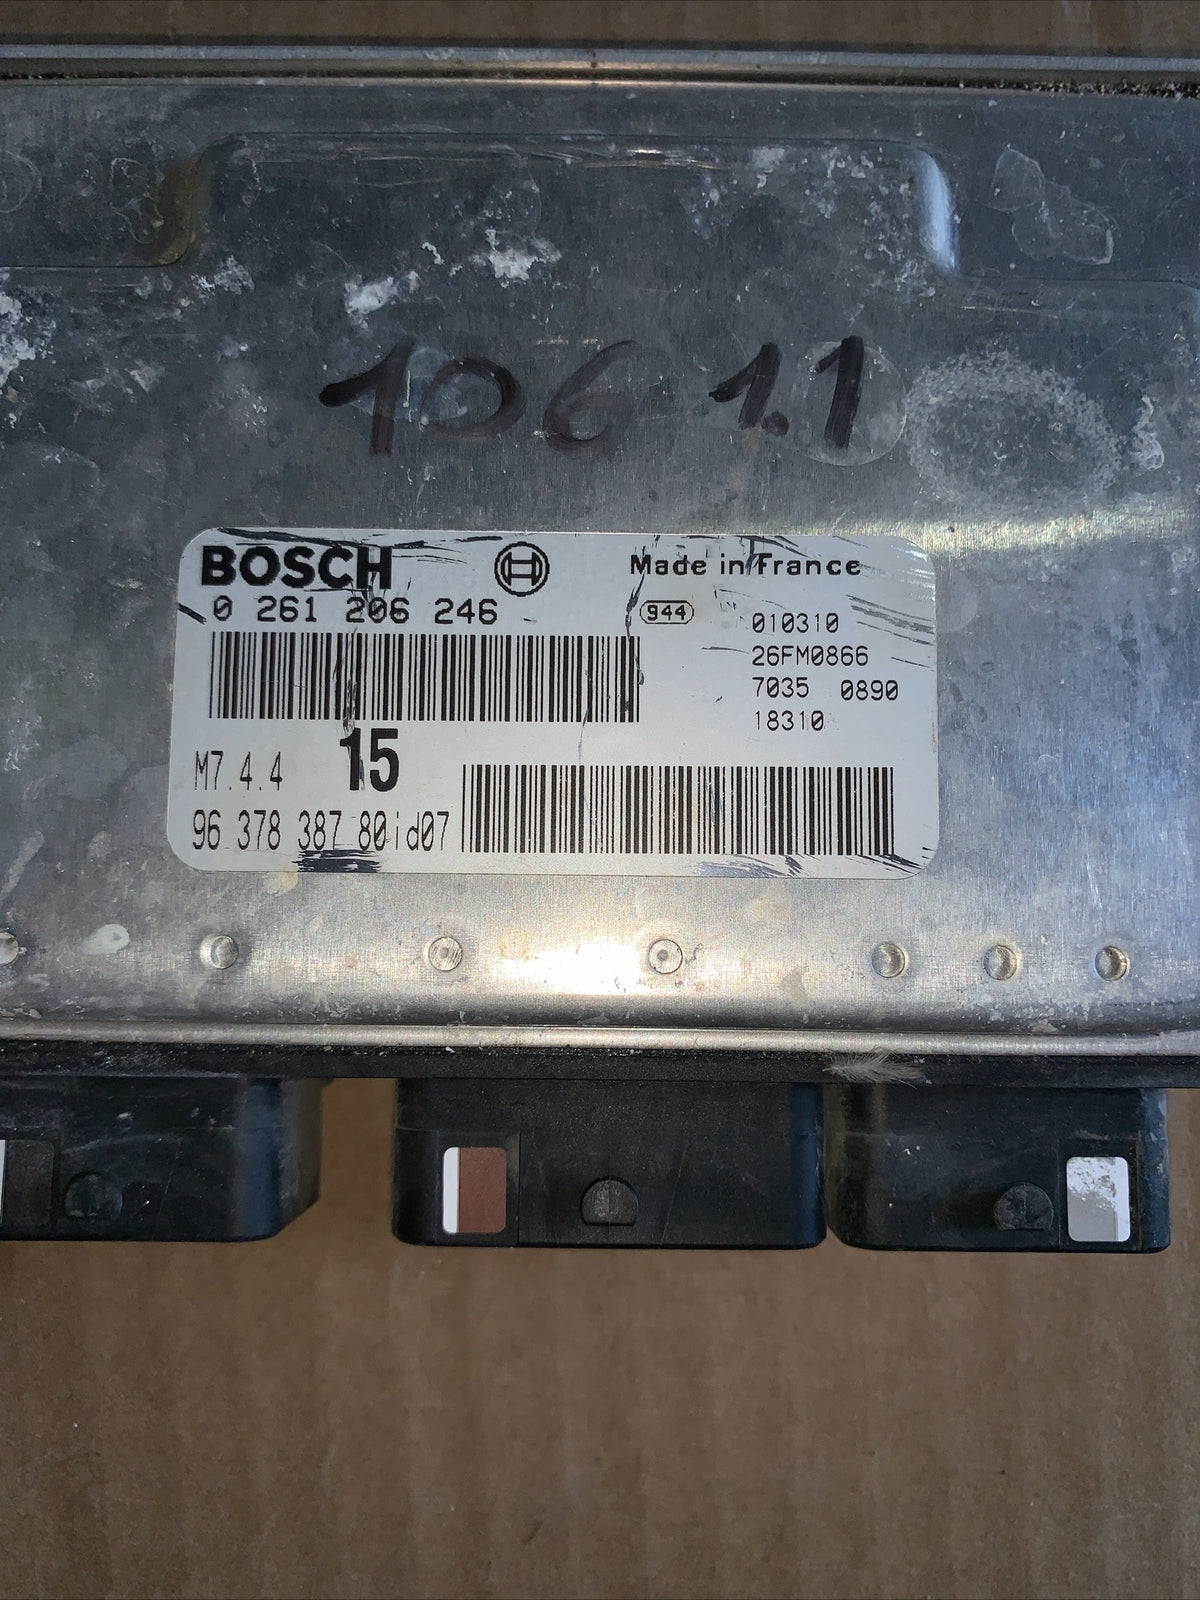 106 1.1
BOSCH
Made in France
0 261 206 246
944
010310
26FM0866
7035 0890
18310
M7.4.4
15
96 378 387 80id07